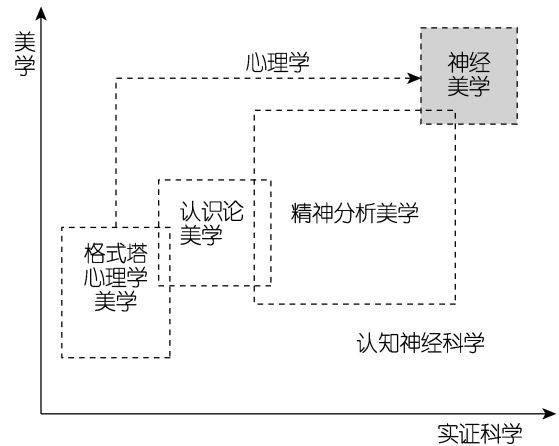 美
学
心理学
神经
美学
认识论
美学
精神分析美学
格式塔
心理学
美学
认知神经科学
实证科学